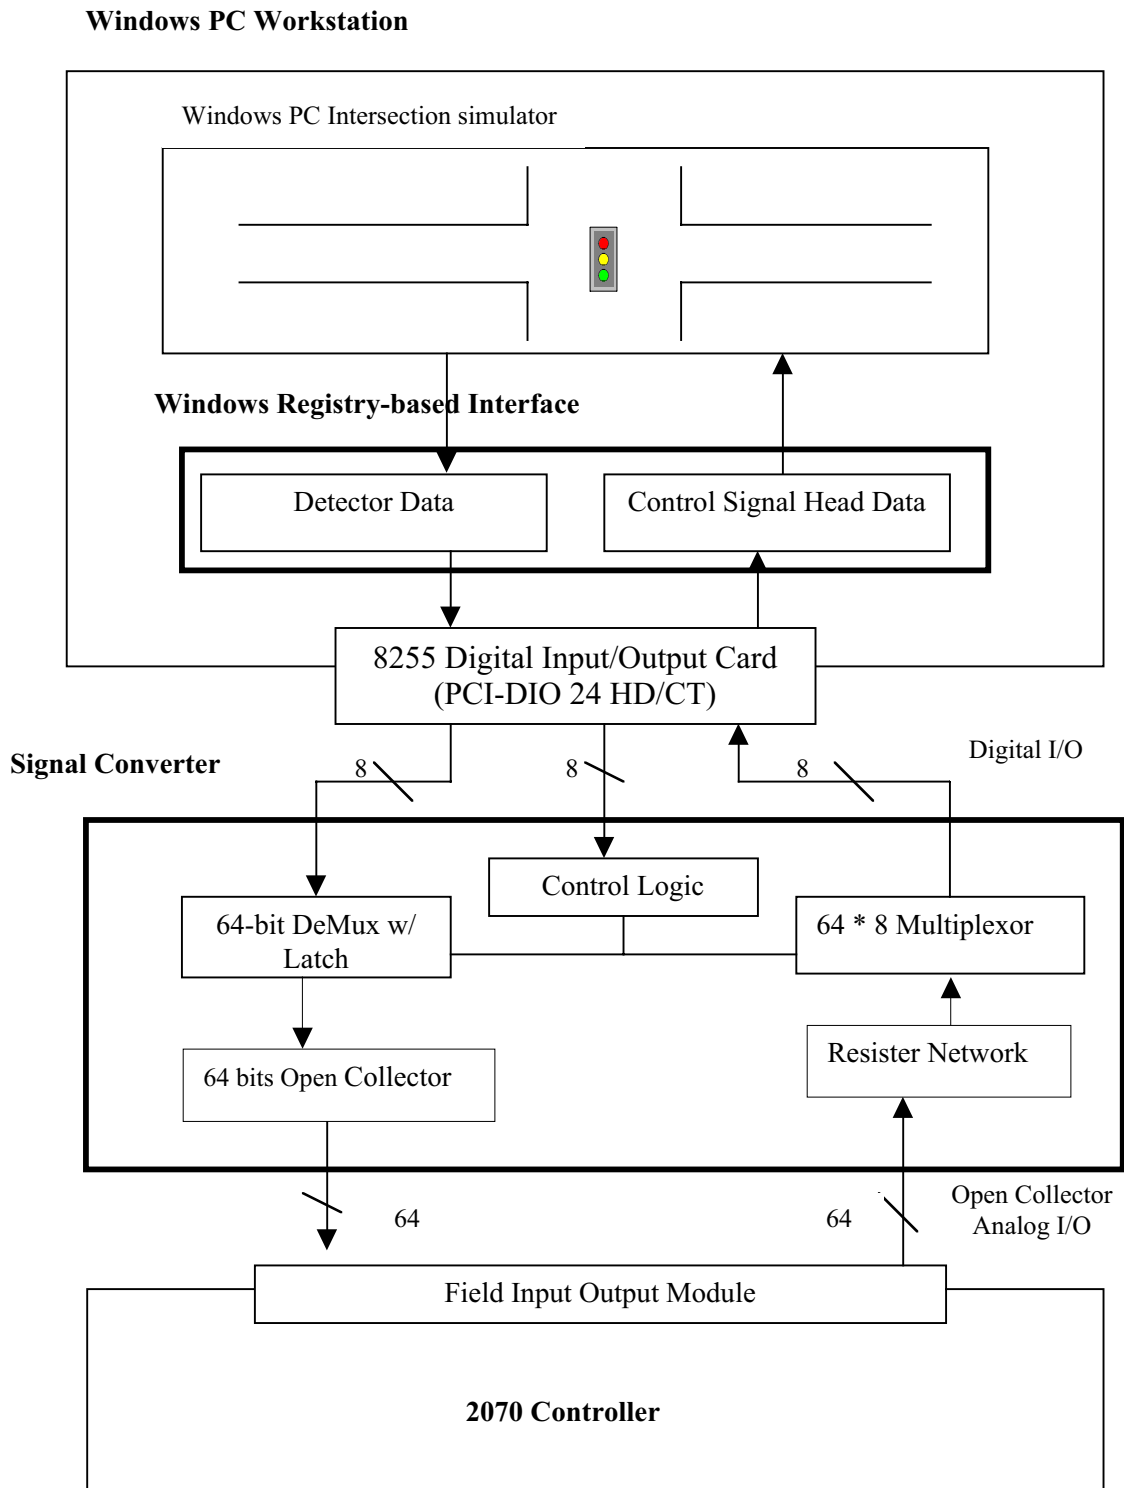 Windows PC Workstation
Windows PC Intersection simulator
Windows Registry-based Interface
Detector Data
Control Signal Head Data
8255 Digital Input/Output Card
(PCI-DIO 24 HD/CT)
Signal Converter
8
8
8
Digital I/O
Control Logic
64-bit DeMux w/
Latch
64 * 8 Multiplexor
64 bits Open Collector
Resister Network
64
64
Open Collector
Analog I/O
Field Input Output Module
2070 Controller